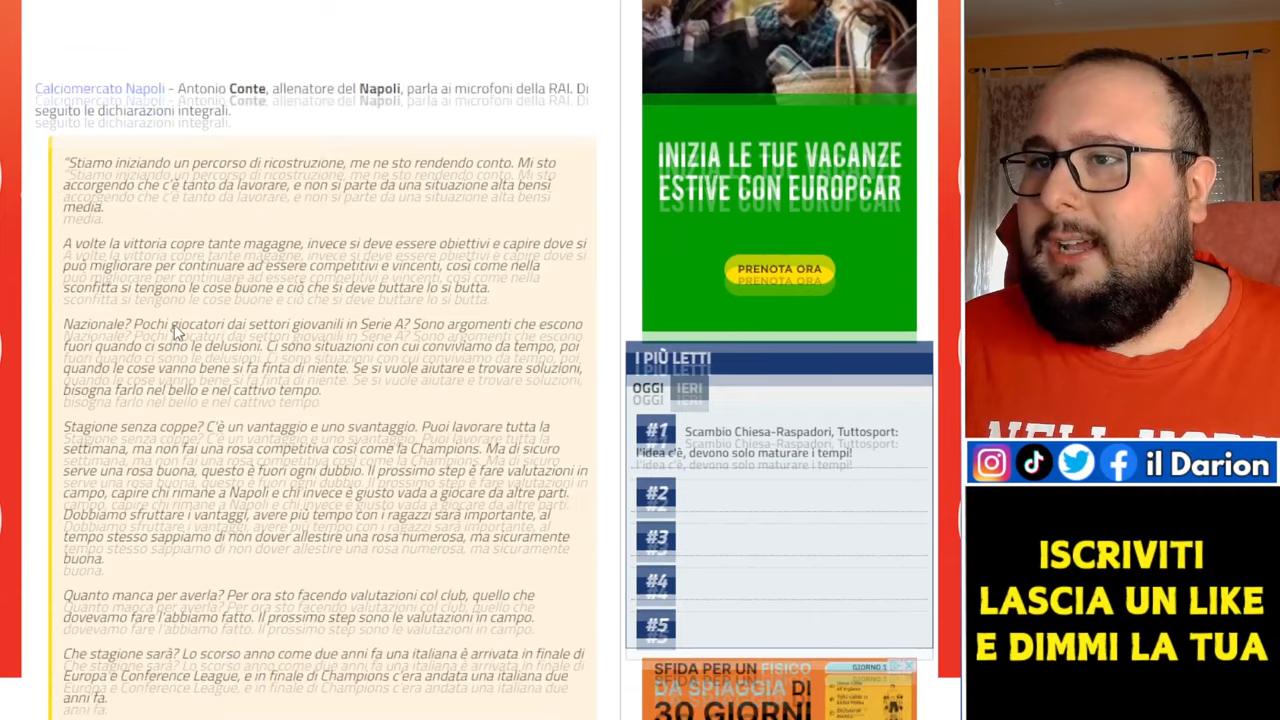 Calciomercato Napoli - Antonio Conte, allenatore del Napoli, parla ai microfoni della RAI. Di
seguito le dichiarazioni integrali.
"Stiamo iniziando un percorso di ricostruzione, me ne sto rendendo conto. Mi sto
accorgendo che c'è tanto da lavorare, e non si parte da una situazione alta bensì
media.
A volte la vittoria copre tante magagne, invece si deve essere obiettivi e capire dove si
può migliorare per continuare ad essere competitivi e vincenti, così come nella
sconfitta si tengono le cose buone e ciò che si deve buttare lo si butta.
Nazionale? Pochi giocatori dai settori giovanili in Serie A? Sono argomenti che escono
fuori quando ci sono le delusioni. Ci sono situazioni con cui conviviamo da tempo, poi
quando le cose vanno bene si fa finta di niente. Se si vuole aiutare e trovare soluzioni,
bisogna farlo nel bello e nel cattivo tempo.
Stagione senza coppe? C'è un vantaggio e uno svantaggio. Puoi lavorare tutta la
settimana, ma non fai una rosa competitiva così come la Champions. Ma di sicuro
serve una rosa buona, questo è fuori di dubbio. Il prossimo step è fare valutazioni in
campo, capire chi rimane a Napoli e chi invece è giusto vada a giocare da altre parti.
Dobbiamo sfruttare i vantaggi, avere più tempo con i ragazzi sarà importante, al
tempo stesso sappiamo di non dover allestire una rosa numerosa, ma sicuramente
buona.
Quanto manca per averla? Per ora sto facendo valutazioni col club, quello che
dovevamo fare l'abbiamo fatto. Il prossimo step sono le valutazioni in campo.
Che stagione sarà? Lo scorso anno come due anni fa una italiana è arrivata in finale di
Europa e Conference League, e in finale di Champions c'era una italiana due
anni fa.
INIZIA LE TUE VACANZE
ESTIVE CON EUROPCAR
PRENOTA ORA
I PIÙ LETTI
OGGI IERI
#1 Scambio Chiesa-Raspadori, Tuttosport:
l'idea c'è, devono solo maturare i tempi!
#2
#3
#4
#5
SFIDA PER UN FISICO
DA SPIAGGIA DI
30 GIORNI
GIORNO 1
il Darion
ISCRIVITI
LASCIA UN LIKE
E DIMMI LA TUA